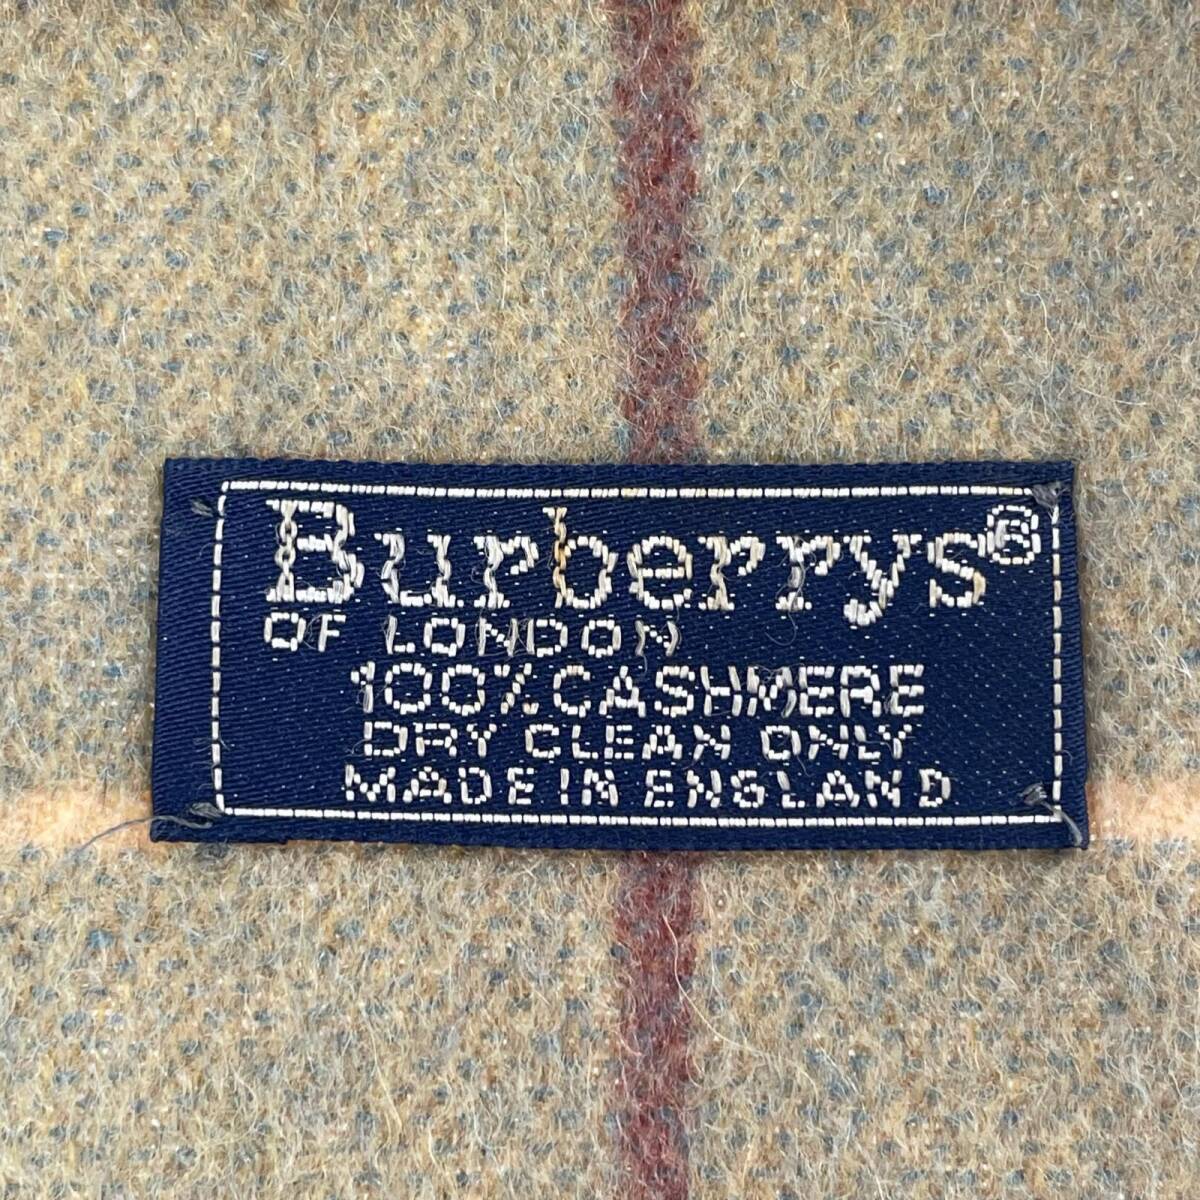 Burberrys®
OF LONDON
100% CASHMERE
DRY CLEAN ONLY
MADE IN ENGLAND